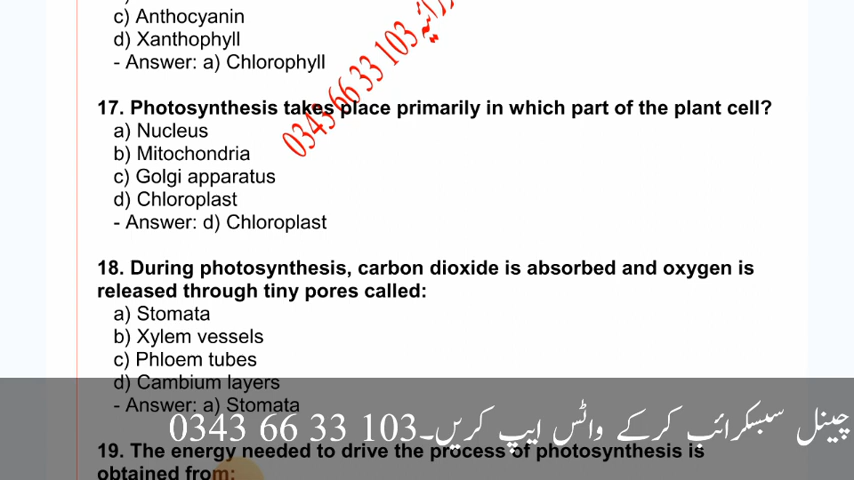 c) Anthocyanin
d) Xanthophyll
- Answer: a) Chlorophyll
0343 66 33 103
17. Photosynthesis takes place primarily in which part of the plant cell?
a) Nucleus
b) Mitochondria
c) Golgi apparatus
d) Chloroplast
- Answer: d) Chloroplast
18. During photosynthesis, carbon dioxide is absorbed and oxygen is
released through tiny pores called:
a) Stomata
b) Xylem vessels
c) Phloem tubes
d) Cambium layers
- Answer: a) Stomata
چینل سبسکرائب کرکے واٹس ایپ کریں۔103 33 66 0343
19. The energy needed to drive the process of photosynthesis is
obtained from: